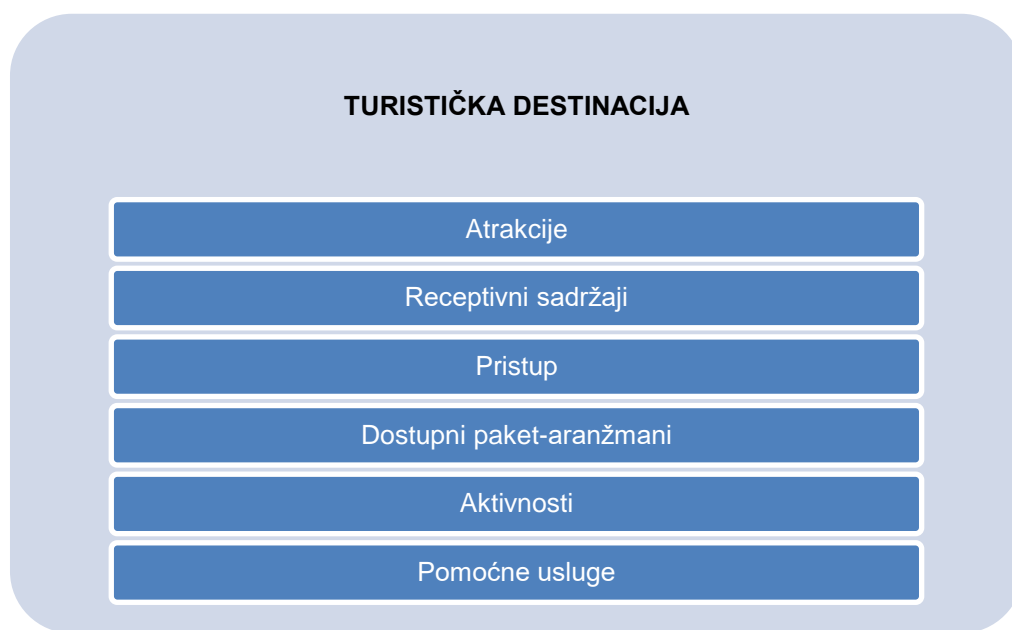 TURISTIČKA DESTINACIJA
Atrakcije
Receptivni sadržaji
Pristup
Dostupni paket-aranžmani
Aktivnosti
Pomoćne usluge